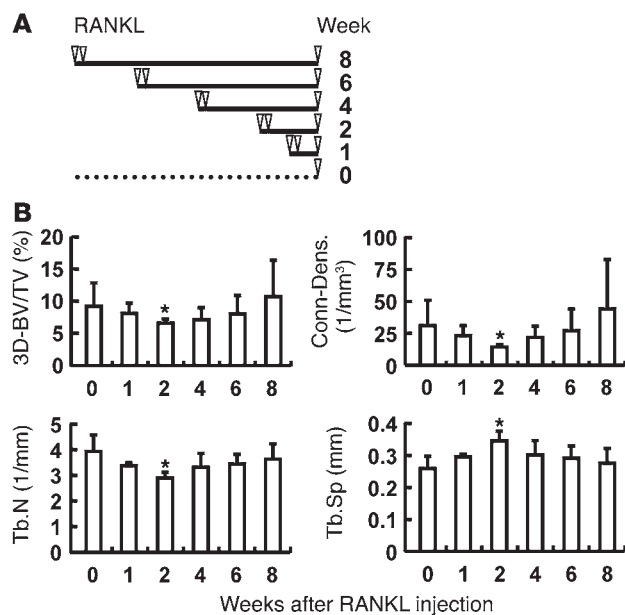 A
RANKL Week
8
6
4
2
1
0
B
3D-BV/TV (%)
20
15
10
5
0
0 1 2 4 6 8
*
Conn-Dens.
(1/mm³)
100
75
50
25
0
0 1 2 4 6 8
*
Tb.N (1/mm)
5
4
3
2
1
0
0 1 2 4 6 8
*
Tb.Sp (mm)
0.4
0.3
0.2
0.1
0
0 1 2 4 6 8
*
Weeks after RANKL injection